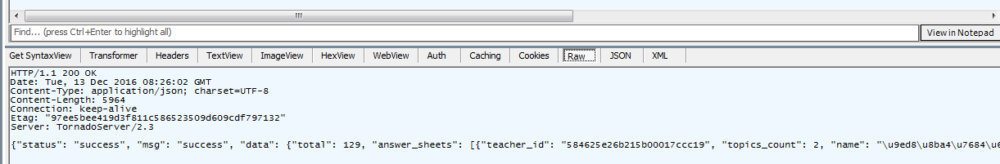 Find... (press Ctrl+Enter to highlight all) View in Notepad
Get SyntaxView Transformer Headers TextView ImageView HexView WebView Auth Caching Cookies Raw JSON XML
HTTP/1.1 200 OK
Date: Tue, 13 Dec 2016 08:26:02 GMT
Content-Type: application/json; charset=UTF-8
Content-Length: 5964
Connection: keep-alive
Etag: "97ee5bee419d3f811c586523509d609cdf797132"
Server: TornadoServer/2.3
{"status": "success", "msg": "success", "data": {"total": 129, "answer_sheets": [{"teacher_id": "584625e26b215b00017ccc19", "topics_count": 2, "name": "\u9ed8\u8ba4\u7684\u6